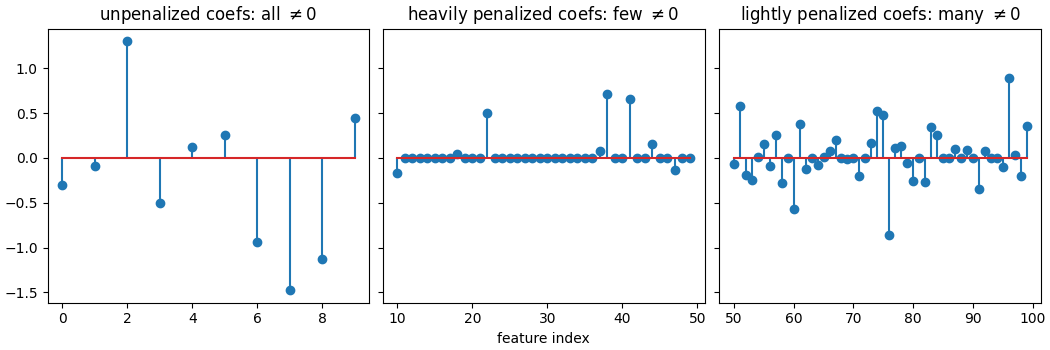 unpenalized coefs: all ≠0
heavily penalized coefs: few ≠0
lightly penalized coefs: many ≠0
1.0
0.5
0.0
−0.5
−1.0
−1.5
0 2 4 6 8
10 20 30 40 50
50 60 70 80 90 100
feature index